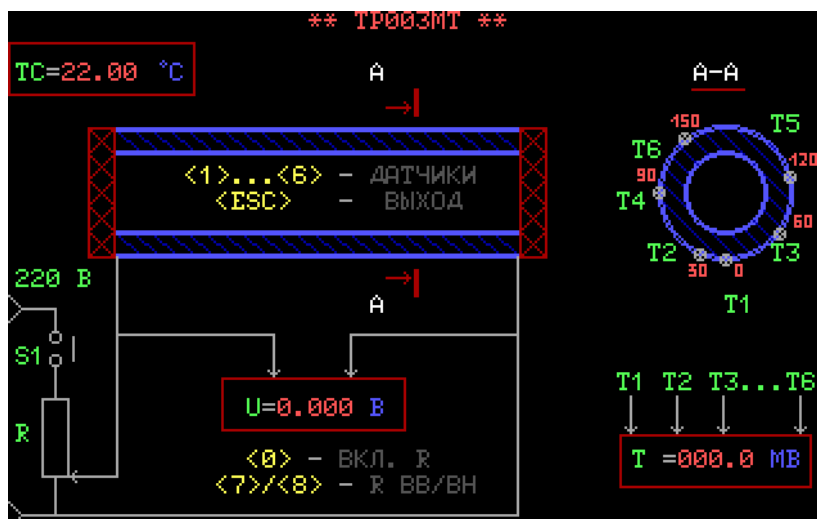 ** ТР003МТ **
ТС=22.00 °С
А
А-А
150
Т5
Т6
120
<1>...<6> - ДАТЧИКИ
90
<ESC> - ВЫХОД
Т4
60
Т2
Т3
30
0
220 В
А
Т1
S1
Т1 Т2 Т3...Т6
U=0.000 В
R
Т =000.0 МВ
<0> - ВКЛ. R
<7>/<8> - R ВВ/ВН